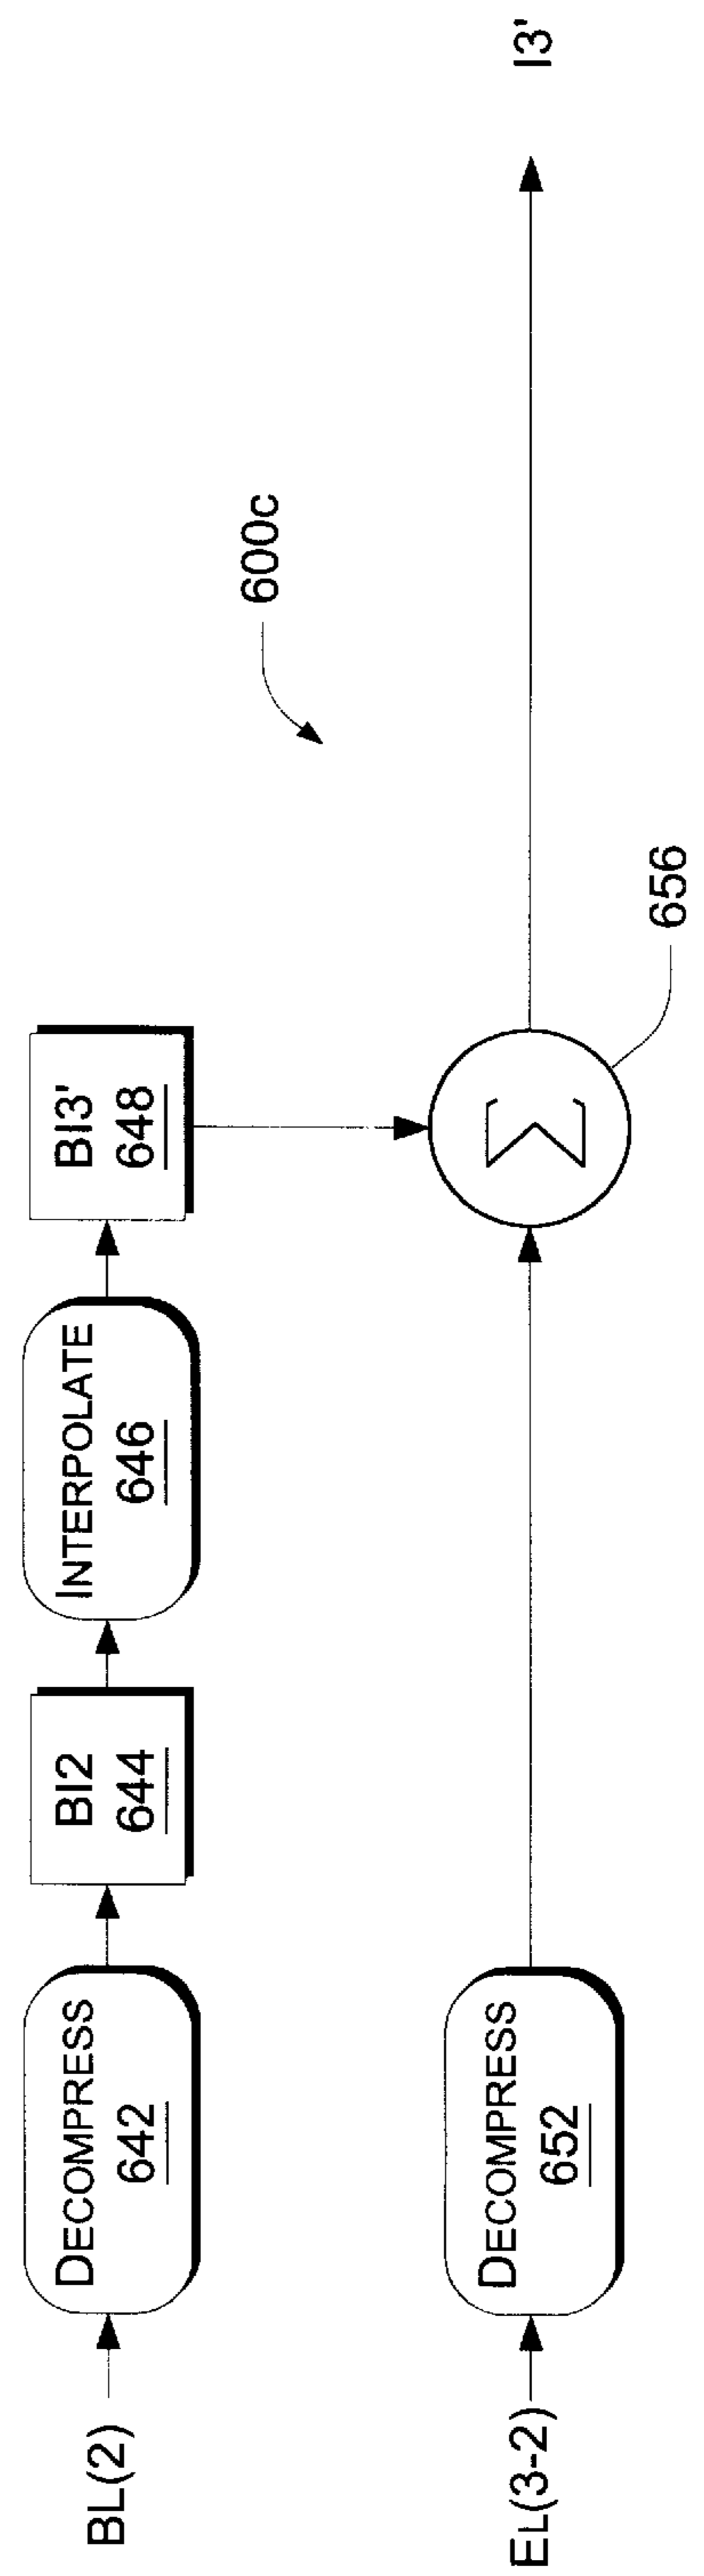 BL(2)
DECOMPRESS
642
BI2
644
INTERPOLATE
646
BI3'
648
600c
EL(3-2)
DECOMPRESS
652
Σ
656
I3'